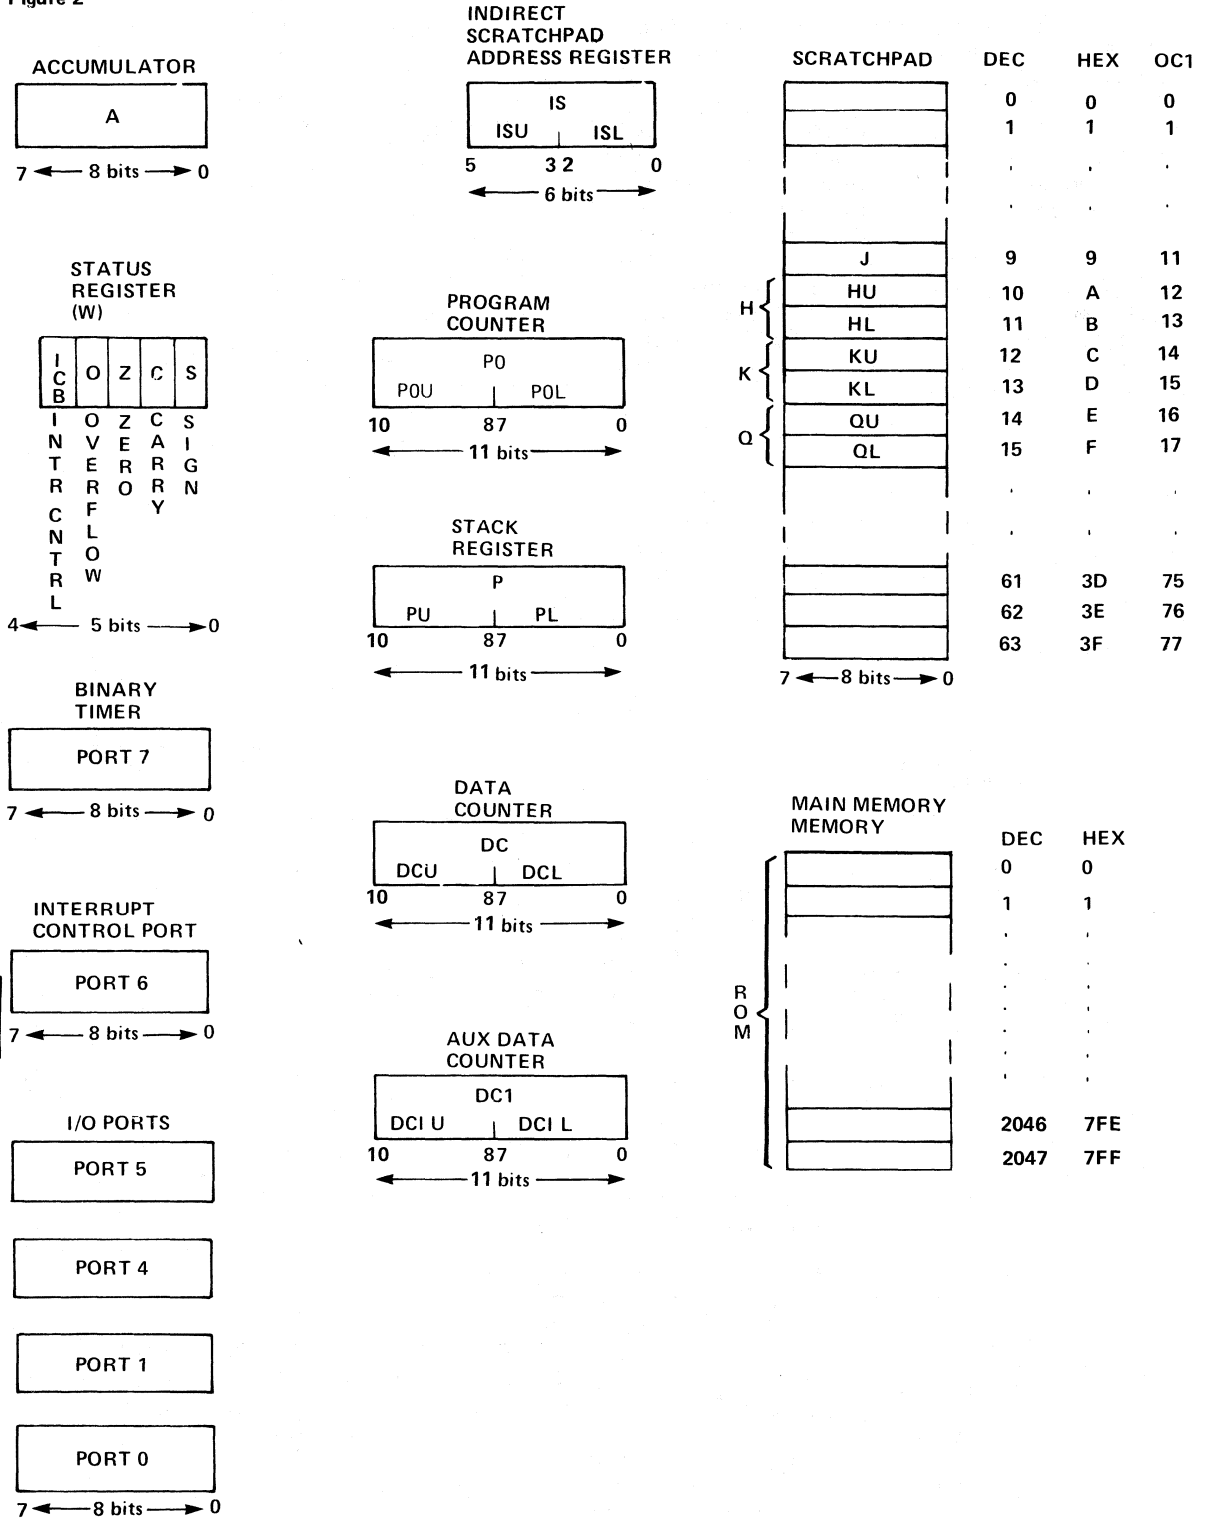 Figure 2
ACCUMULATOR
A
7 8 bits 0
STATUS
REGISTER
(W)
ICB O Z C S
INTR CNTRL
OVERFLOW
ZERO
CARRY
SIGN
4 5 bits 0
BINARY
TIMER
PORT 7
7 8 bits 0
INTERRUPT
CONTROL PORT
PORT 6
7 8 bits 0
I/O PORTS
PORT 5
PORT 4
PORT 1
PORT 0
7 8 bits 0
INDIRECT
SCRATCHPAD
ADDRESS REGISTER
IS
ISU ISL
5 3 2 0
6 bits
PROGRAM
COUNTER
P0
P0U P0L
10 87 0
11 bits
STACK
REGISTER
P
PU PL
10 87 0
11 bits
DATA
COUNTER
DC
DCU DCL
10 87 0
11 bits
AUX DATA
COUNTER
DC1
DCI U DCI L
10 87 0
11 bits
SCRATCHPAD DEC HEX OC1
0 0 0
1 1 1
J 9 9 11
H
HU 10 A 12
HL 11 B 13
K
KU 12 C 14
KL 13 D 15
Q
QU 14 E 16
QL 15 F 17
61 3D 75
62 3E 76
63 3F 77
7 8 bits 0
MAIN MEMORY
MEMORY
DEC HEX
0 0
1 1
ROM
2046 7FE
2047 7FF